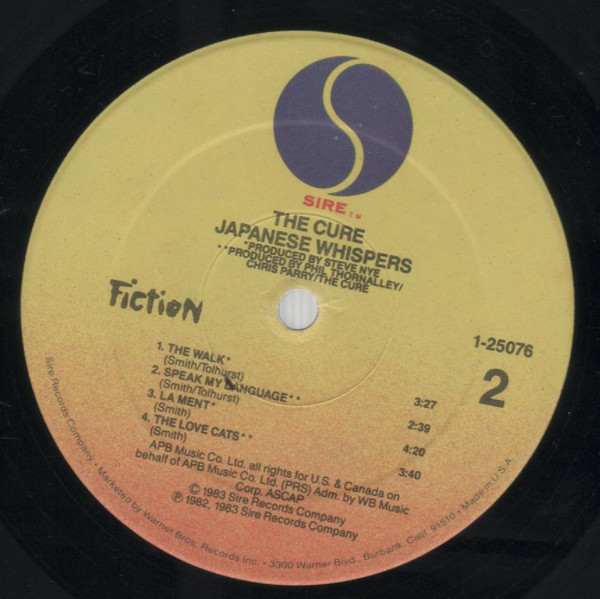 SIRE TM
THE CURE
JAPANESE WHISPERS
*PRODUCED BY STEVE NYE
**PRODUCED BY PHIL THORNALLEY/
CHRIS PARRY/THE CURE
Fiction
1-25076
2
1. THE WALK* 3:27
(Smith/Tolhurst)
2. SPEAK MY LANGUAGE** 2:39
(Smith/Tolhurst)
3. LA MENT* 4:20
(Smith)
4. THE LOVE CATS** 3:40
(Smith)
APB Music Co. Ltd. all rights for U.S. & Canada on
behalf of APB Music Co. Ltd. (PRS) Adm. by WB Music
Corp. ASCAP
© 1983 Sire Records Company
℗ 1982, 1983 Sire Records Company
Sire Records Company • Marketed by Warner Bros. Records Inc. • 3300 Warner Blvd. Burbank, Calif. 91510 • Made in U.S.A.